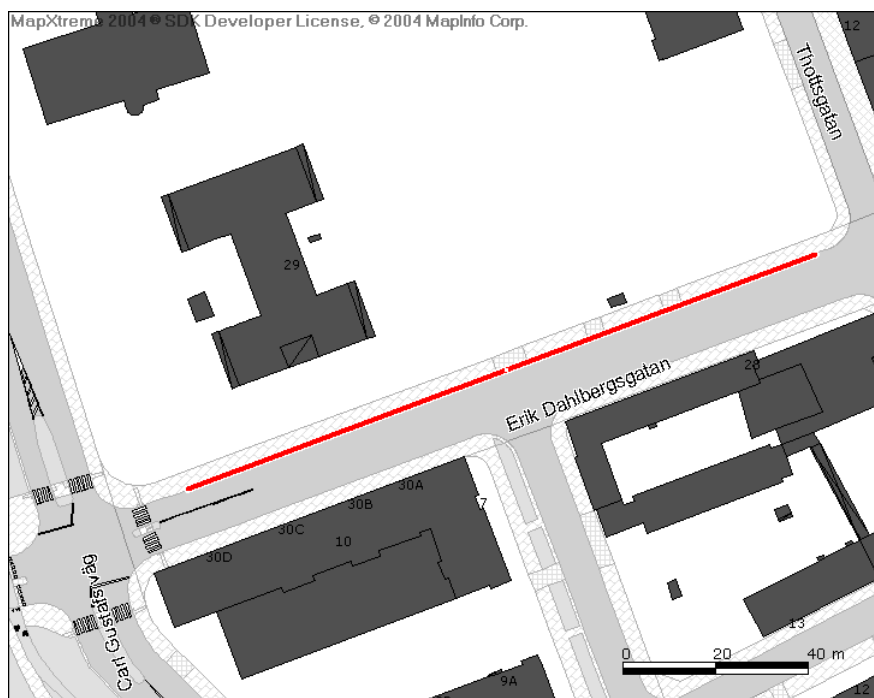 MapXtreme 2004 ® SDK Developer License, © 2004 MapInfo Corp.
12
Thottsgatan
29
28
Erik Dahlbergsgatan
30A
30B
7
30C
10
30D
Carl Gustafs väg
13
0 20 40 m
9A
12